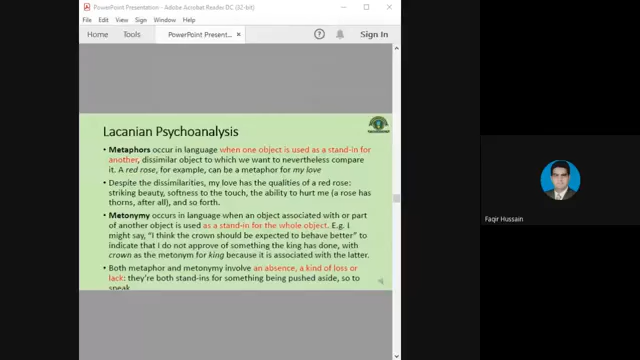 PowerPoint Presentation - Adobe Acrobat Reader DC (32-bit)
File Edit View Sign Window Help
Home Tools PowerPoint Present... × Sign In
Lacanian Psychoanalysis
Metaphors occur in language when one object is used as a stand-in for
another, dissimilar object to which we want to nevertheless compare
it. A red rose, for example, can be a metaphor for my love
Despite the dissimilarities, my love has the qualities of a red rose:
striking beauty, softness to the touch, the ability to hurt me (a rose has
thorns, after all), and so forth.
Metonymy occurs in language when an object associated with or part
of another object is used as a stand-in for the whole object. E.g. I
might say, "I think the crown should be expected to behave better" to
indicate that I do not approve of something the king has done, with
crown as the metonym for king because it is associated with the latter.
Both metaphor and metonymy involve an absence, a kind of loss or
lack: they're both stand-ins for something being pushed aside, so to
speak
Faqir Hussain